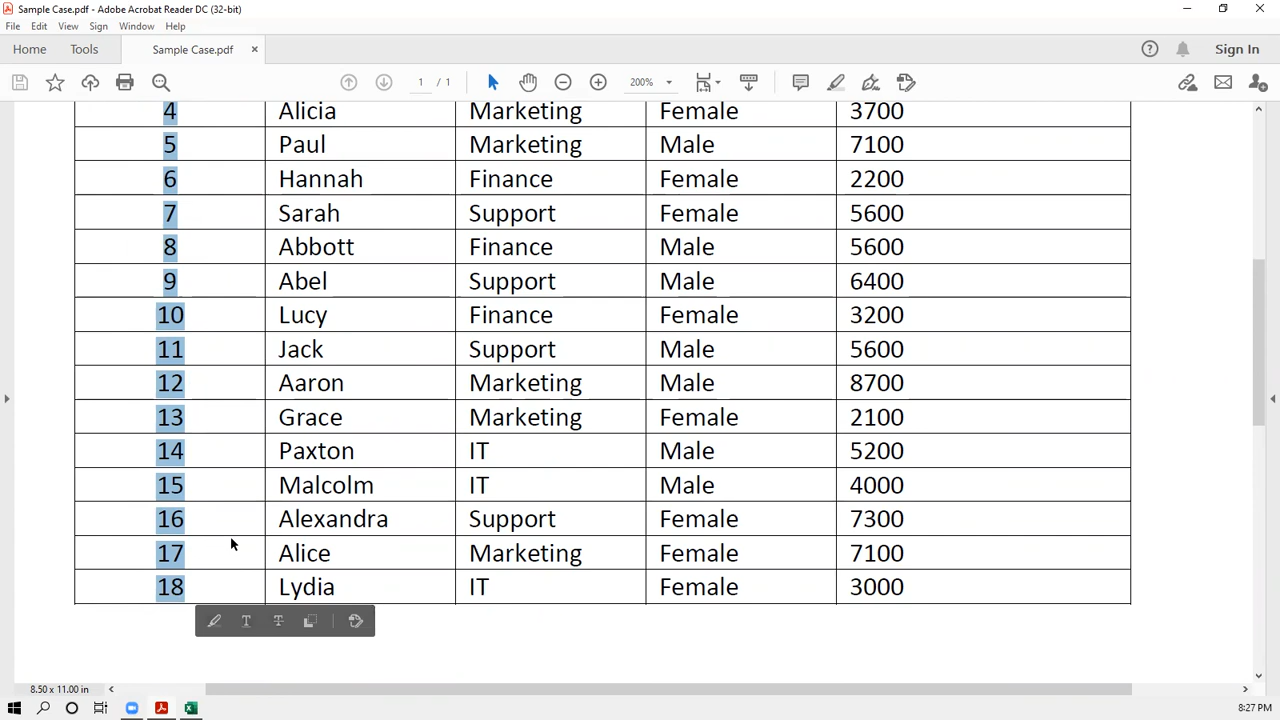 Sample Case.pdf - Adobe Acrobat Reader DC (32-bit)
File Edit View Sign Window Help
Home Tools Sample Case.pdf × Sign In
1 / 1 200%
4 Alicia Marketing Female 3700
5 Paul Marketing Male 7100
6 Hannah Finance Female 2200
7 Sarah Support Female 5600
8 Abbott Finance Male 5600
9 Abel Support Male 6400
10 Lucy Finance Female 3200
11 Jack Support Male 5600
12 Aaron Marketing Male 8700
13 Grace Marketing Female 2100
14 Paxton IT Male 5200
15 Malcolm IT Male 4000
16 Alexandra Support Female 7300
17 Alice Marketing Female 7100
18 Lydia IT Female 3000
8.50 x 11.00 in
8:27 PM